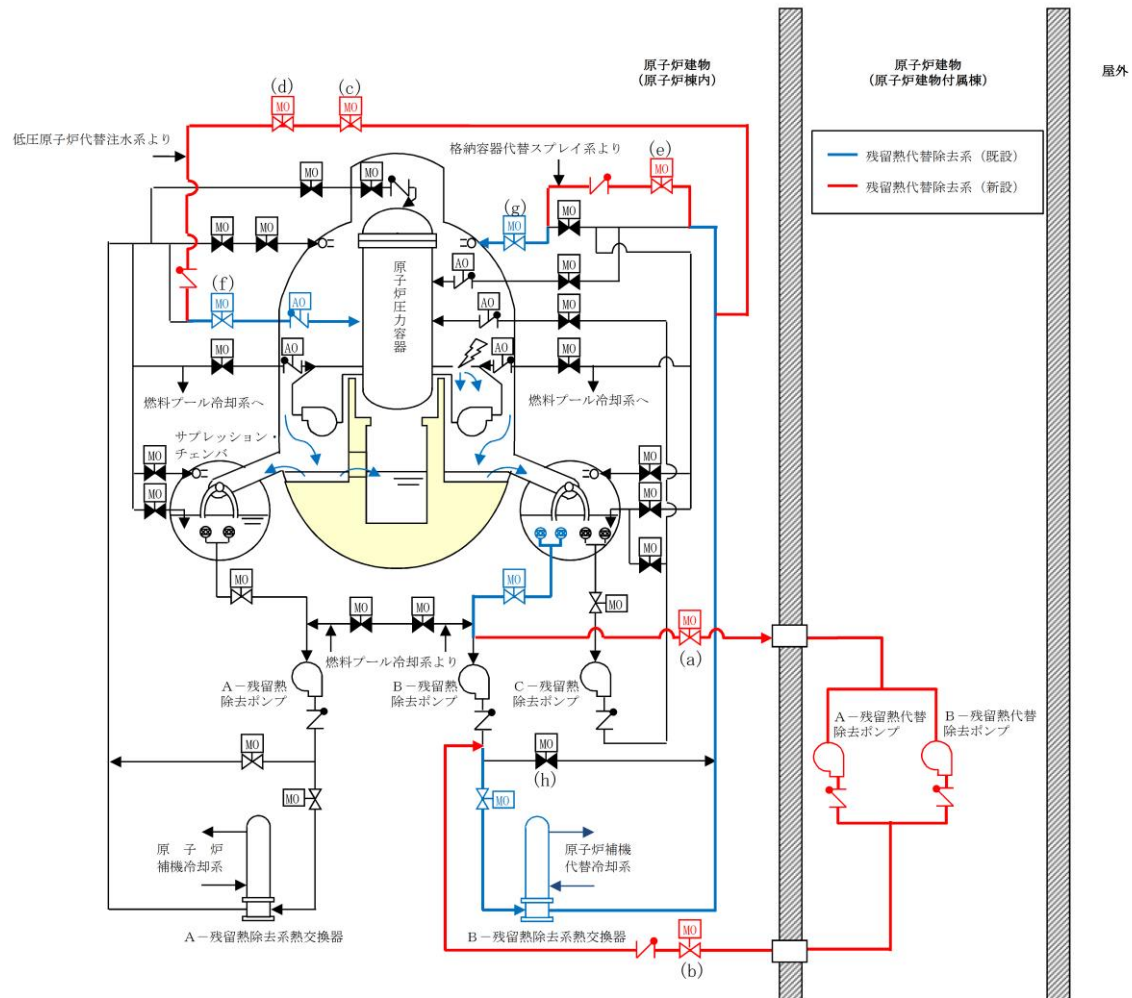 原子炉建物
（原子炉棟内）
原子炉建物
（原子炉建物付属棟）
屋外
残留熱代替除去系（既設）
残留熱代替除去系（新設）
(d)
(c)
MO
MO
低圧原子炉代替注水系より
格納容器代替スプレイ系より
(e)
MO
MO
MO
(g)
MO
MO
MO
MO
AO
MO
原子炉圧力容器
(f)
MO
AO
AO
MO
MO
AO
AO
MO
燃料プール冷却系へ
燃料プール冷却系へ
サプレッション・
チェンバ
MO
MO
MO
MO
MO
MO
MO
MO
MO
MO
MO
(a)
燃料プール冷却系より
A－残留熱
除去ポンプ
B－残留熱
除去ポンプ
C－残留熱
除去ポンプ
A－残留熱代替
除去ポンプ
B－残留熱代替
除去ポンプ
MO
MO
(h)
MO
MO
原子炉
補機冷却系
原子炉補機
代替冷却系
A－残留熱除去系熱交換器
B－残留熱除去系熱交換器
MO
(b)